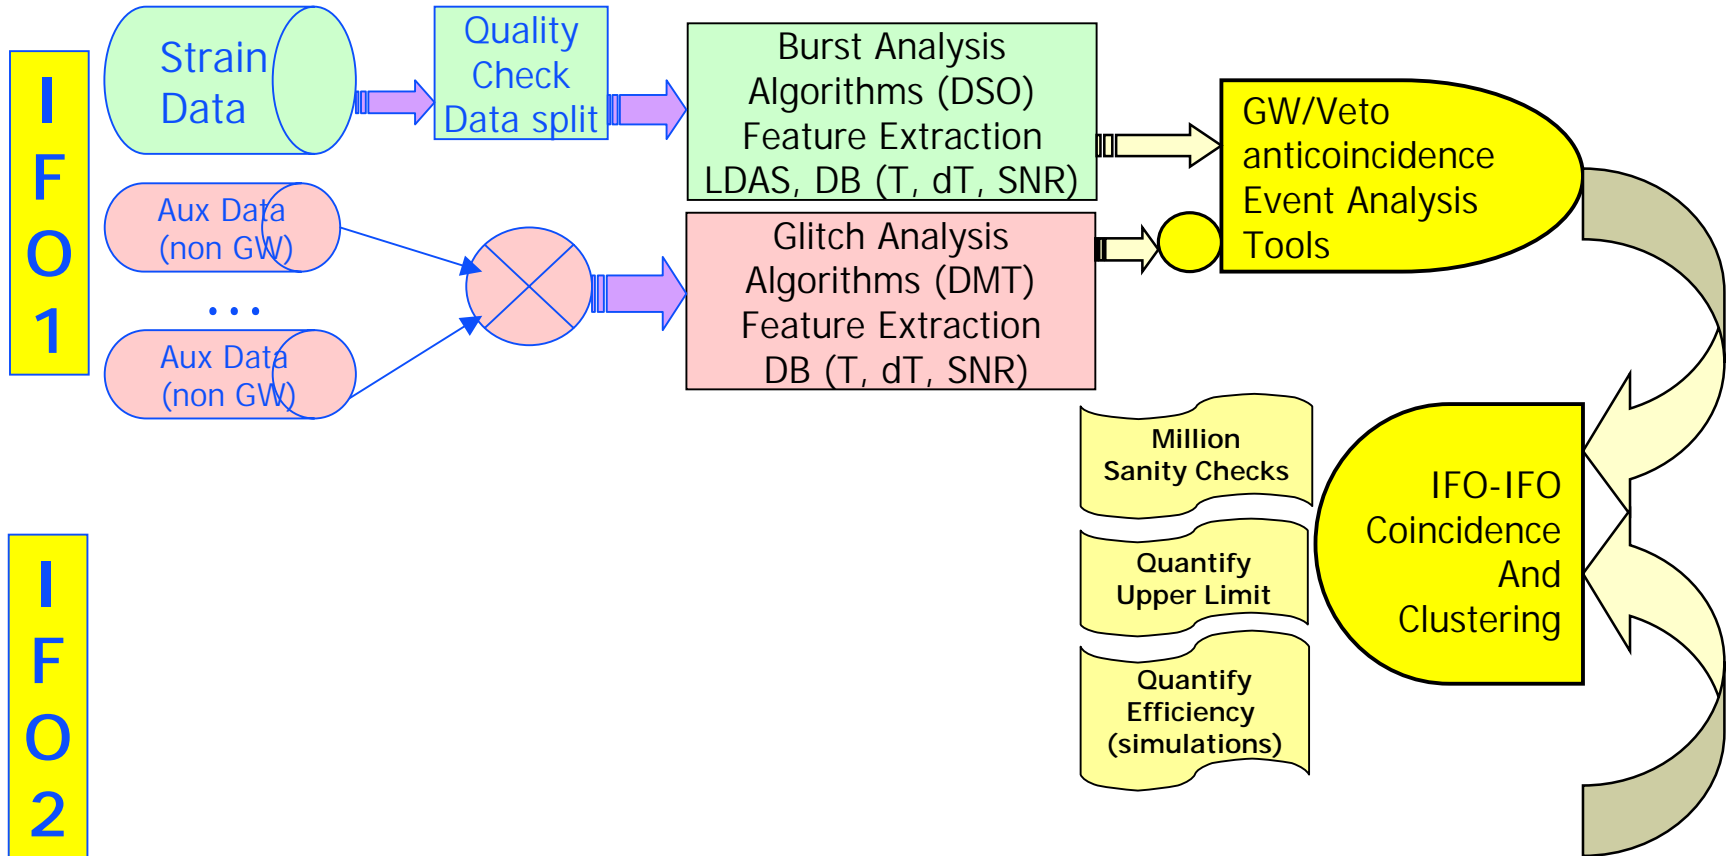 I
F
O
1
Strain
Data
Quality
Check
Data split
Burst Analysis
Algorithms (DSO)
Feature Extraction
LDAS, DB (T, dT, SNR)
GW/Veto
anticoincidence
Event Analysis
Tools
Aux Data
(non GW)
...
Aux Data
(non GW)
Glitch Analysis
Algorithms (DMT)
Feature Extraction
DB (T, dT, SNR)
Million
Sanity Checks
Quantify
Upper Limit
Quantify
Efficiency
(simulations)
IFO-IFO
Coincidence
And
Clustering
I
F
O
2